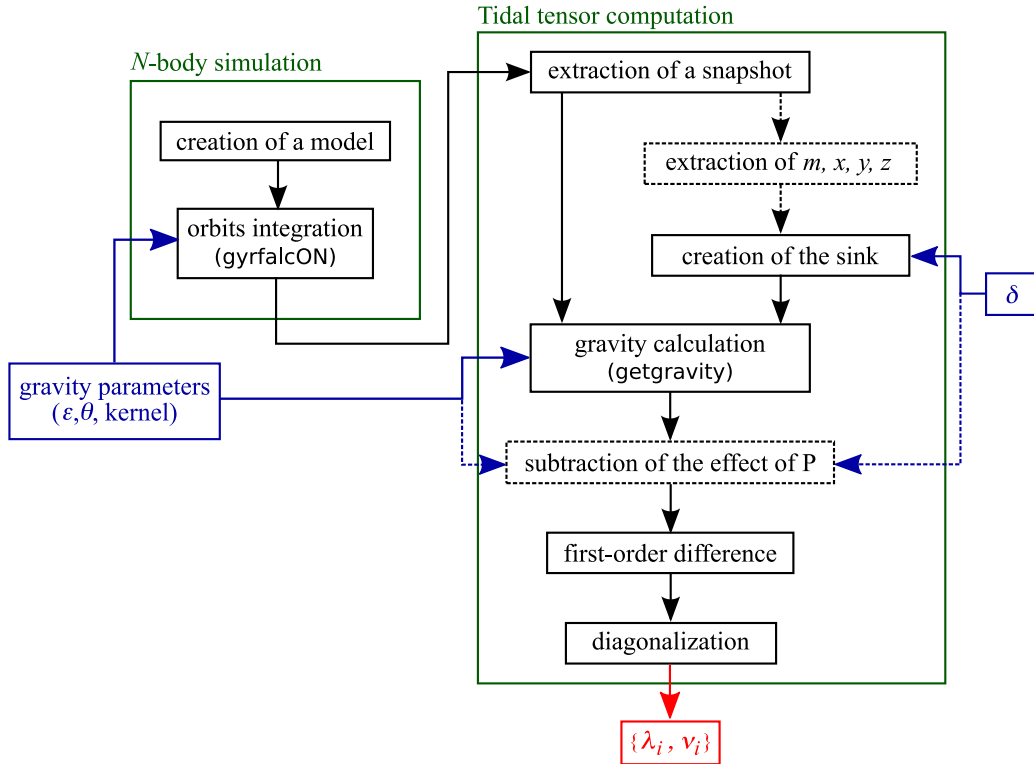 Tidal tensor computation
N-body simulation
extraction of a snapshot
creation of a model
extraction of m, x, y, z
orbits integration
(gyrfalcON)
creation of the sink
δ
gravity calculation
(getgravity)
gravity parameters
(ε,θ, kernel)
subtraction of the effect of P
first-order difference
diagonalization
{λi , νi}